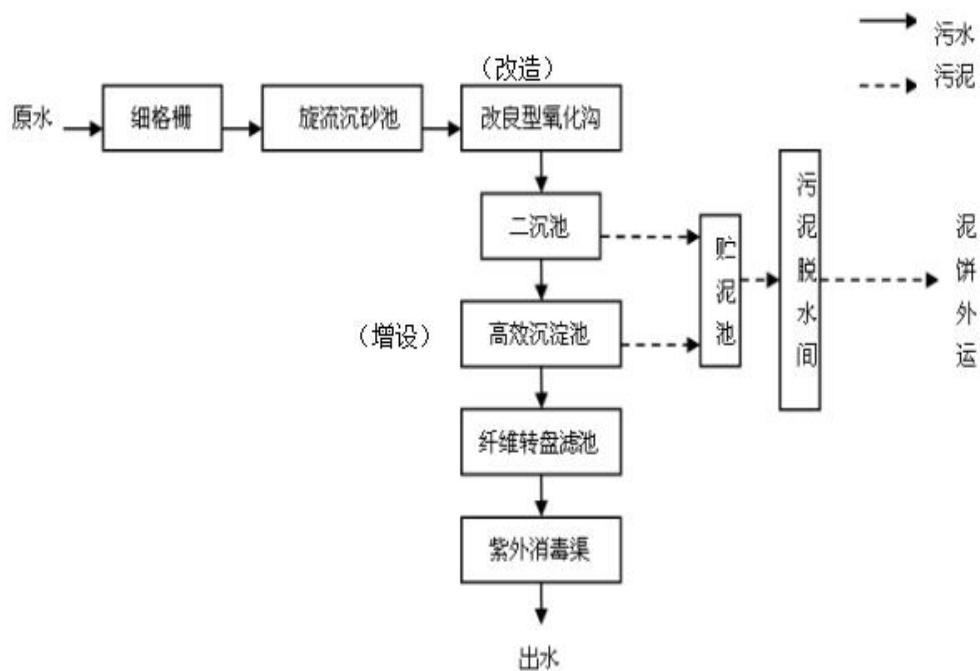 污水
污泥
（改造）
原水
细格栅
旋流沉砂池
改良型氧化沟
二沉池
贮泥池
污泥脱水间
泥饼外运
（增设）
高效沉淀池
纤维转盘滤池
紫外消毒渠
出水